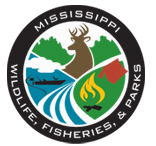 MISSISSIPPI
WILDLIFE, FISHERIES, & PARKS